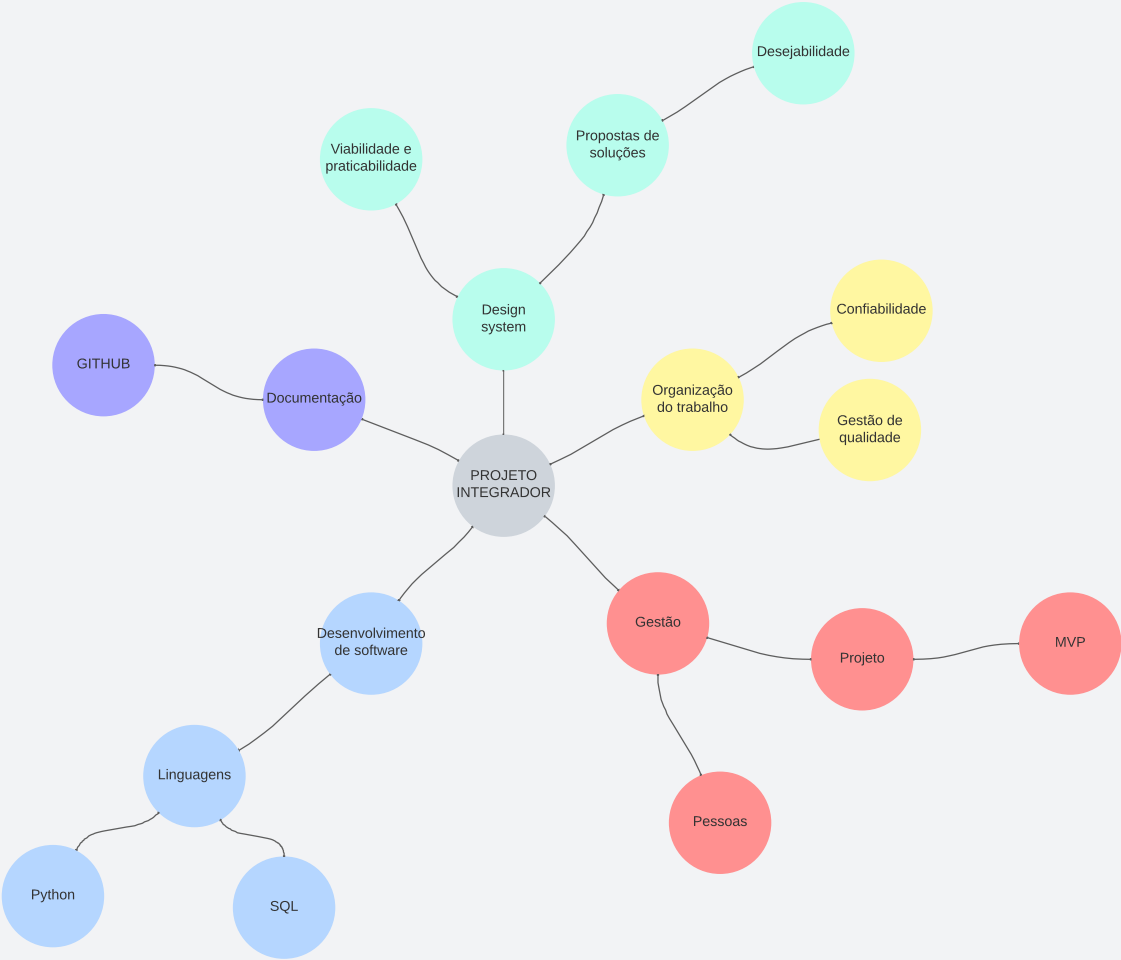 Desejabilidade
Propostas de
soluções
Viabilidade e
praticabilidade
Design
system
Confiabilidade
GITHUB
Documentação
Organização
do trabalho
Gestão de
qualidade
PROJETO
INTEGRADOR
Desenvolvimento
de software
Gestão
Projeto
MVP
Linguagens
Pessoas
Python
SQL